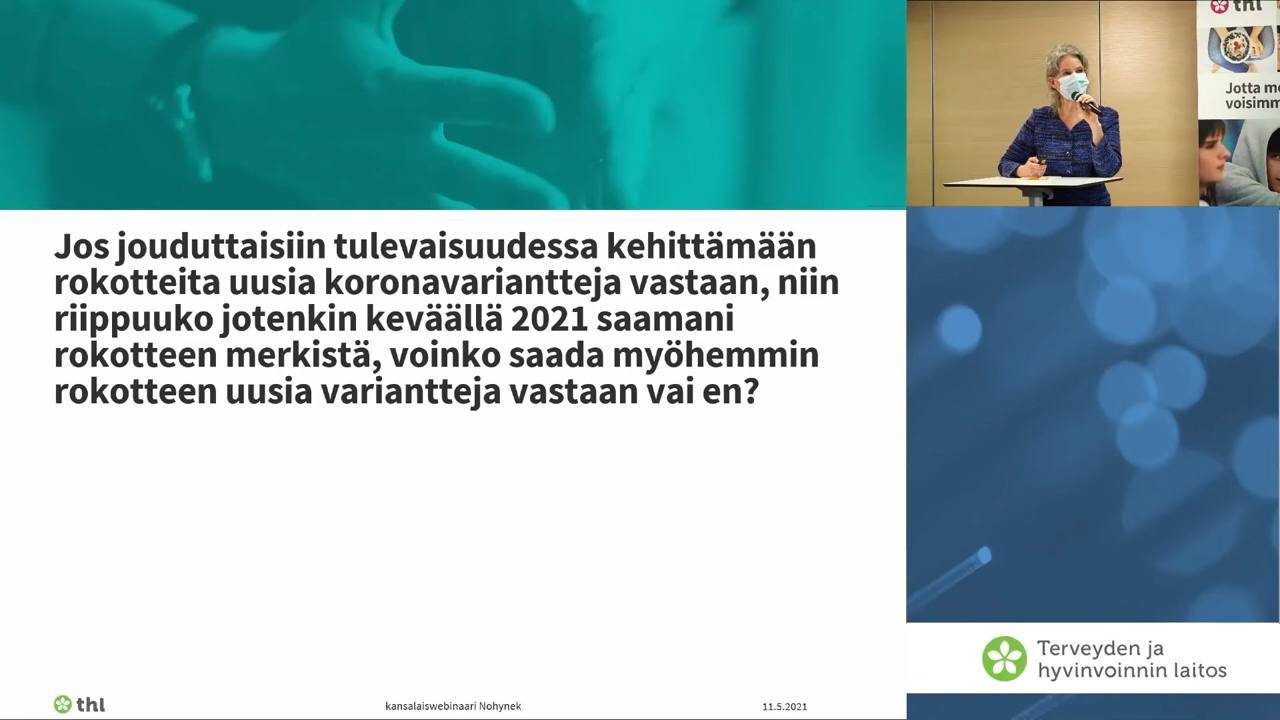 Jos jouduttaisiin tulevaisuudessa kehittämään
rokotteita uusia koronavariantteja vastaan, niin
riippuuko jotenkin keväällä 2021 saamani
rokotteen merkistä, voinko saada myöhemmin
rokotteen uusia variantteja vastaan vai en?
thl
kansalaiswebinaari Nohynek
11.5.2021
thl
Jotta me
voisimm
Terveyden ja
hyvinvoinnin laitos